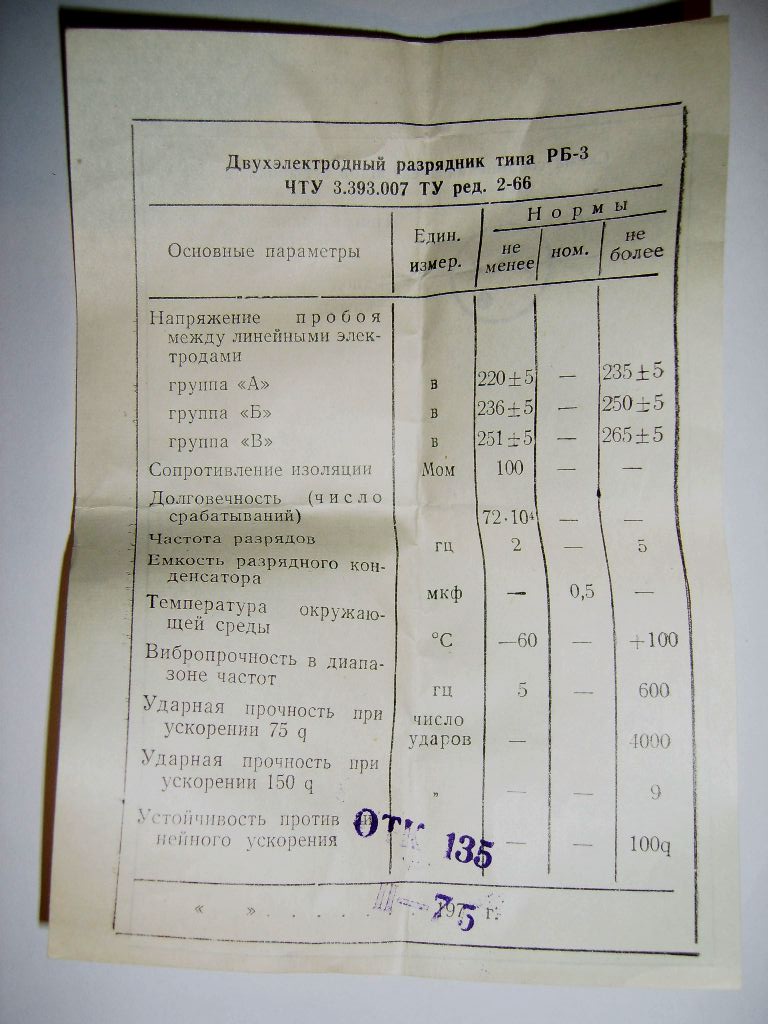 Двухэлектродный разрядник типа РБ-3
ЧТУ 3.393.007 ТУ ред. 2-66
Основные параметры
Един.
измер.
Нормы
не
менее
ном.
не
более
Напряжение пробоя
между линейными элек-
тродами
группа «А» в 220±5 — 235±5
группа «Б» в 236±5 — 250±5
группа «В» в 251±5 — 265±5
Сопротивление изоляции Мом 100 — —
Долговечность (число
срабатываний) 72·10⁴ — —
Частота разрядов гц 2 — 5
Емкость разрядного кон-
денсатора мкф — 0,5 —
Температура окружаю-
щей среды °С —60 — +100
Вибропрочность в диапа-
зоне частот гц 5 — 600
Ударная прочность при
ускорении 75 q число
ударов — 4000
Ударная прочность при
ускорении 150 q „ — — 9
Устойчивость против ли-
нейного ускорения — — 100q
ОТК 135
III—75
« » . . . . . . 197 г.